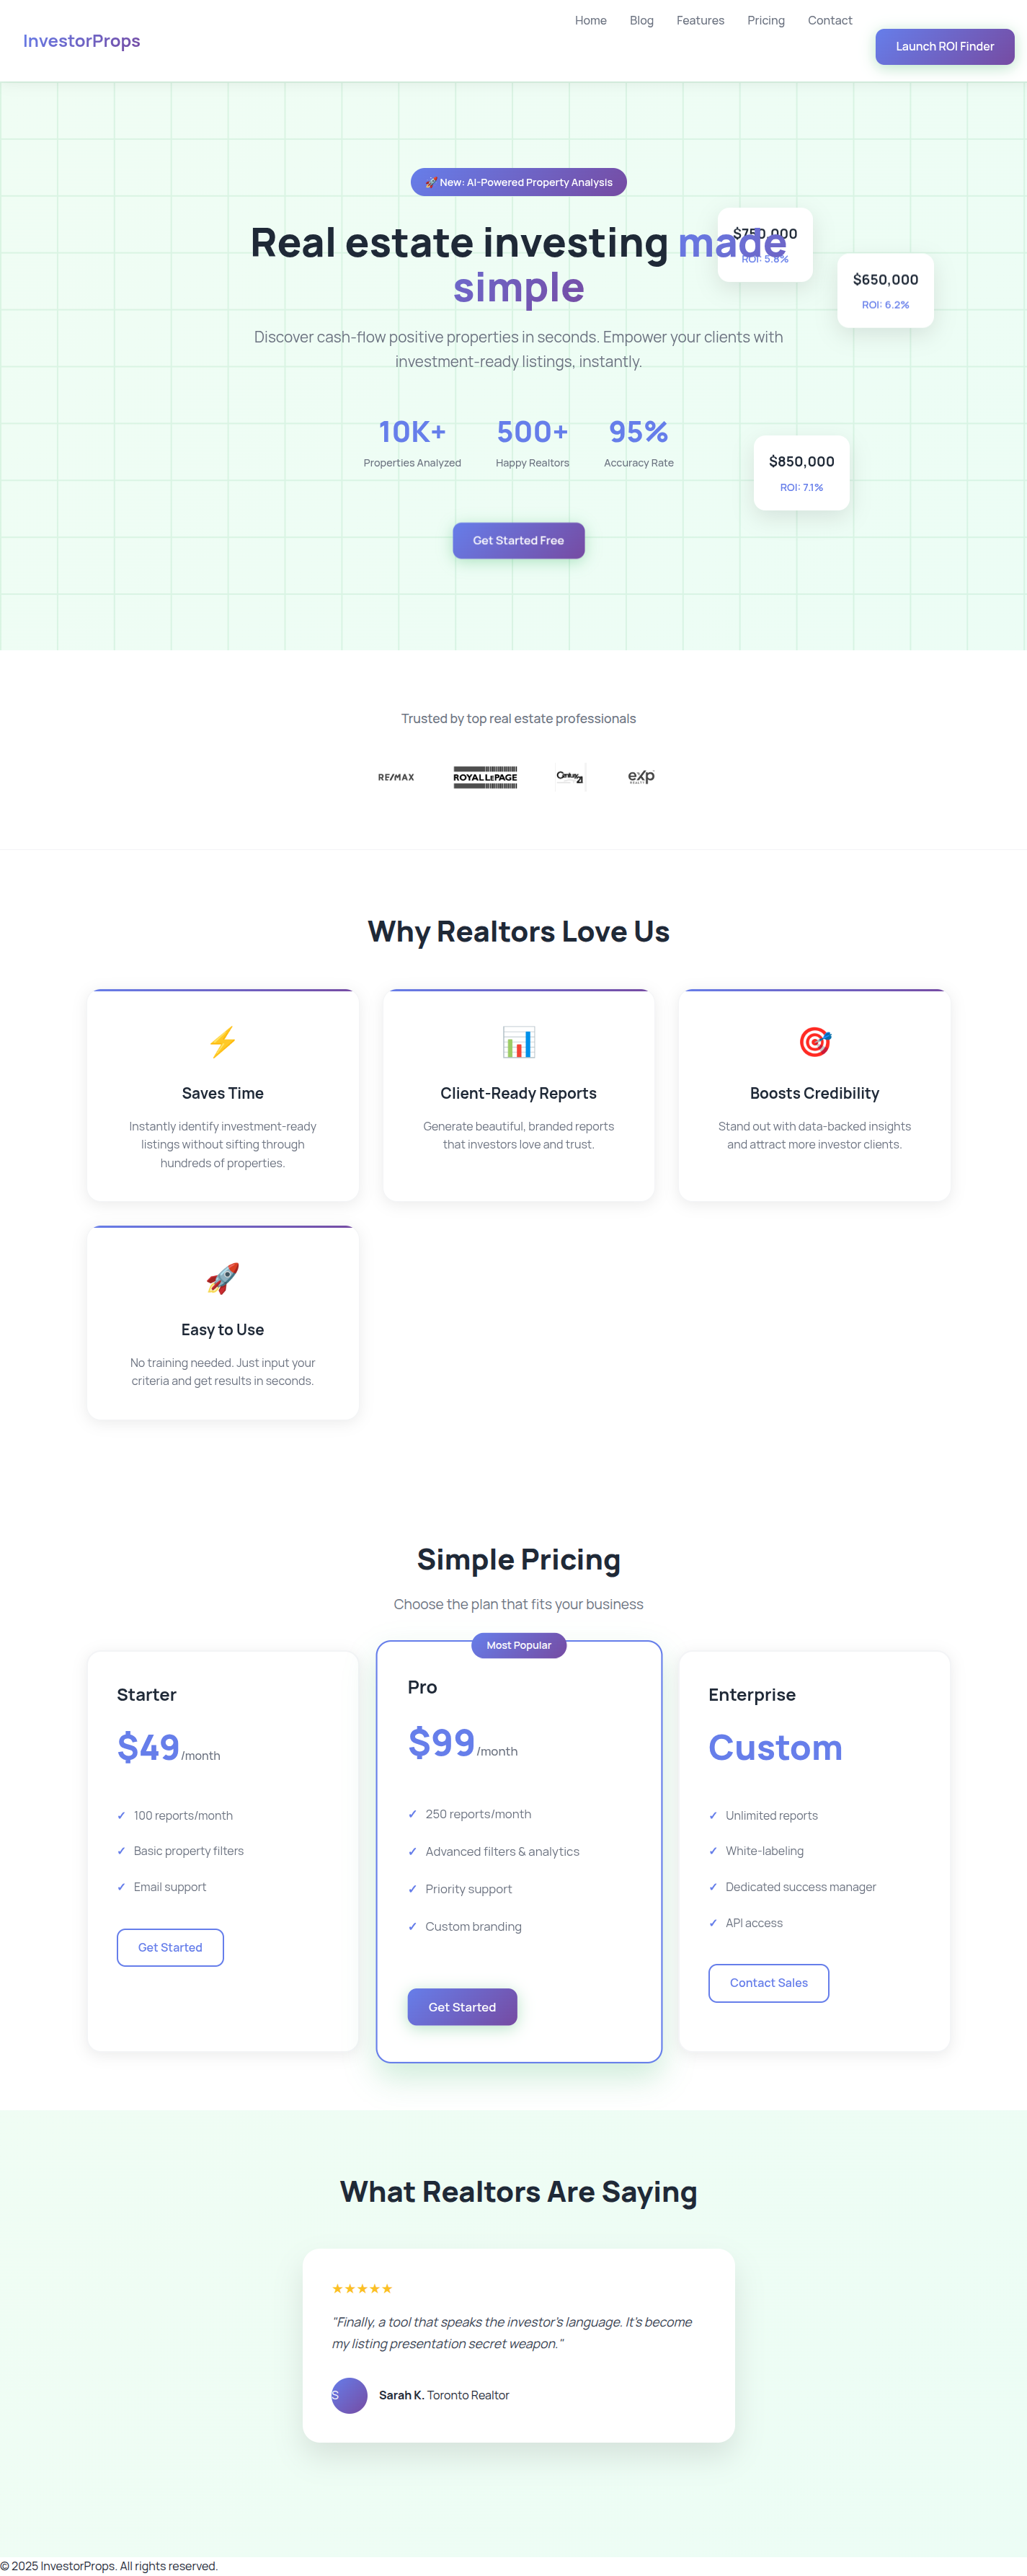 InvestorProps
Home
Blog
Features
Pricing
Contact
Launch ROI Finder
🚀 New: AI-Powered Property Analysis
Real estate investing made
simple
$750,000
ROI: 5.8%
$650,000
ROI: 6.2%
Discover cash-flow positive properties in seconds. Empower your clients with
investment-ready listings, instantly.
10K+
Properties Analyzed
500+
Happy Realtors
95%
Accuracy Rate
$850,000
ROI: 7.1%
Get Started Free
Trusted by top real estate professionals
RE/MAX
ROYAL LEPAGE
Century 21
eXp
REALTY
Why Realtors Love Us
Saves Time
Instantly identify investment-ready
listings without sifting through
hundreds of properties.
Client-Ready Reports
Generate beautiful, branded reports
that investors love and trust.
Boosts Credibility
Stand out with data-backed insights
and attract more investor clients.
Easy to Use
No training needed. Just input your
criteria and get results in seconds.
Simple Pricing
Choose the plan that fits your business
Starter
$49/month
✓ 100 reports/month
✓ Basic property filters
✓ Email support
Get Started
Most Popular
Pro
$99/month
✓ 250 reports/month
✓ Advanced filters & analytics
✓ Priority support
✓ Custom branding
Get Started
Enterprise
Custom
✓ Unlimited reports
✓ White-labeling
✓ Dedicated success manager
✓ API access
Contact Sales
What Realtors Are Saying
★★★★★
"Finally, a tool that speaks the investor's language. It's become
my listing presentation secret weapon."
S
Sarah K. Toronto Realtor
© 2025 InvestorProps. All rights reserved.